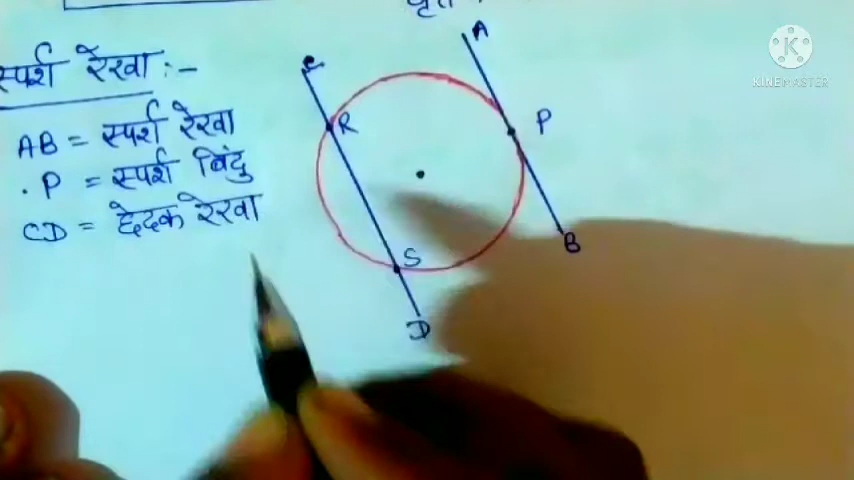 वृत्त
स्पर्श रेखा :-
AB = स्पर्श रेखा
.P = स्पर्श बिंदु
CD = छेदक रेखा
A
C
R
P
S
B
D
K
KINEMASTER